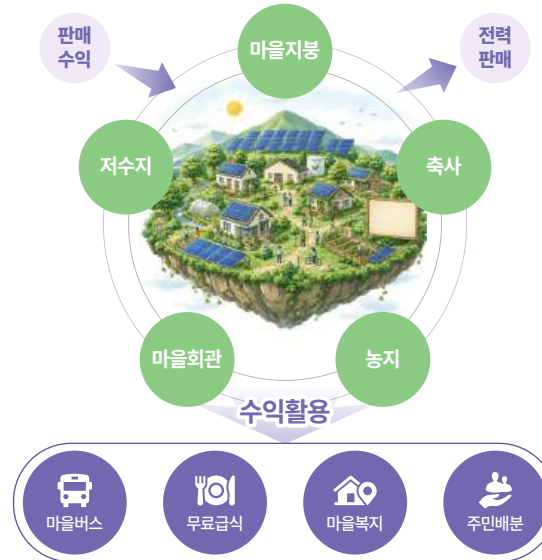 판매
수익
마을지붕
전력
판매
저수지
축사
마을회관
농지
수익활용
마을버스
무료급식
마을복지
주민배분